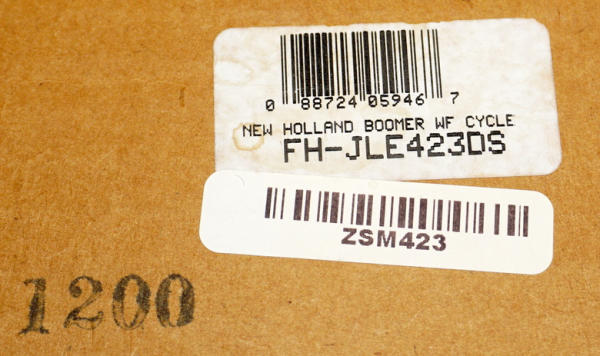 0 88724 05946 7
NEW HOLLAND BOOMER WF CYCLE
FH-JLE423DS
ZSM423
1200